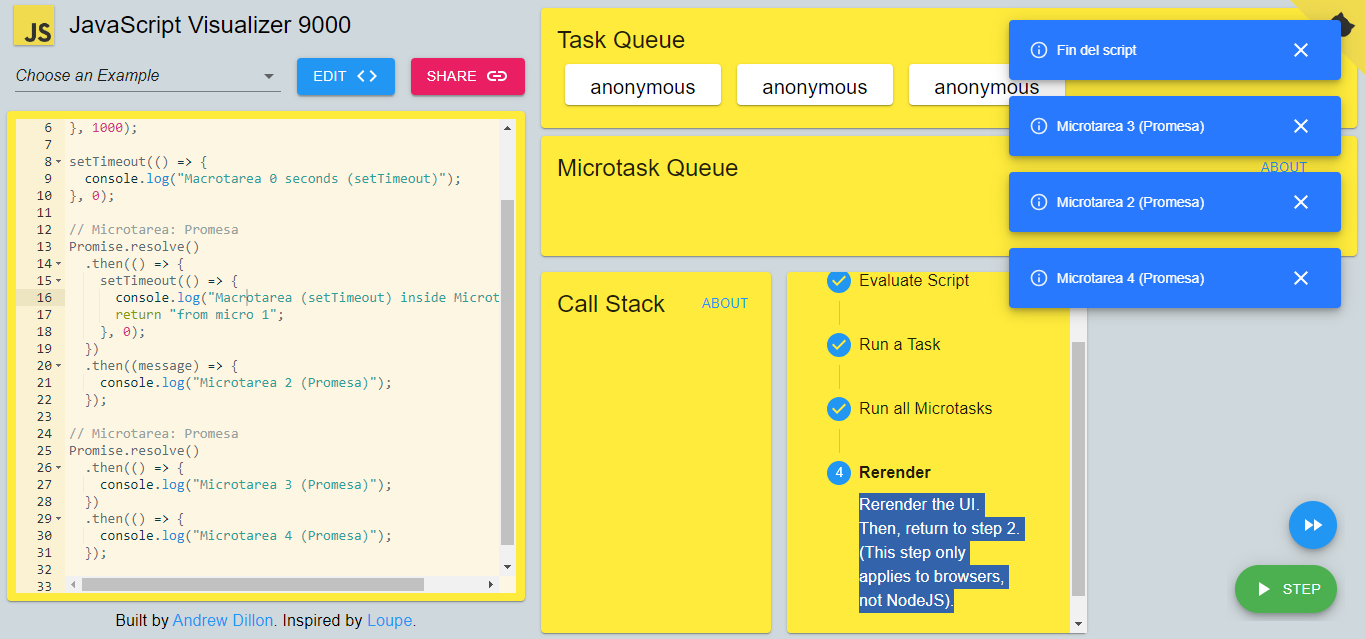 JS
JavaScript Visualizer 9000
Choose an Example
EDIT
SHARE
6 }, 1000);
7
8 setTimeout(() => {
9 console.log("Macrotarea 0 seconds (setTimeout)");
10 }, 0);
11
12 // Microtarea: Promesa
13 Promise.resolve()
14 .then(() => {
15 setTimeout(() => {
16 console.log("Macrotarea (setTimeout) inside Microt
17 return "from micro 1";
18 }, 0);
19 })
20 .then((message) => {
21 console.log("Microtarea 2 (Promesa)");
22 });
23
24 // Microtarea: Promesa
25 Promise.resolve()
26 .then(() => {
27 console.log("Microtarea 3 (Promesa)");
28 })
29 .then(() => {
30 console.log("Microtarea 4 (Promesa)");
31 });
32
33
Built by Andrew Dillon. Inspired by Loupe.
Task Queue
anonymous
anonymous
anonymous
Microtask Queue
ABOUT
Call Stack
ABOUT
Evaluate Script
Run a Task
Run all Microtasks
4 Rerender
Rerender the UI.
Then, return to step 2.
(This step only
applies to browsers,
not NodeJS).
Fin del script
Microtarea 3 (Promesa)
Microtarea 2 (Promesa)
Microtarea 4 (Promesa)
STEP